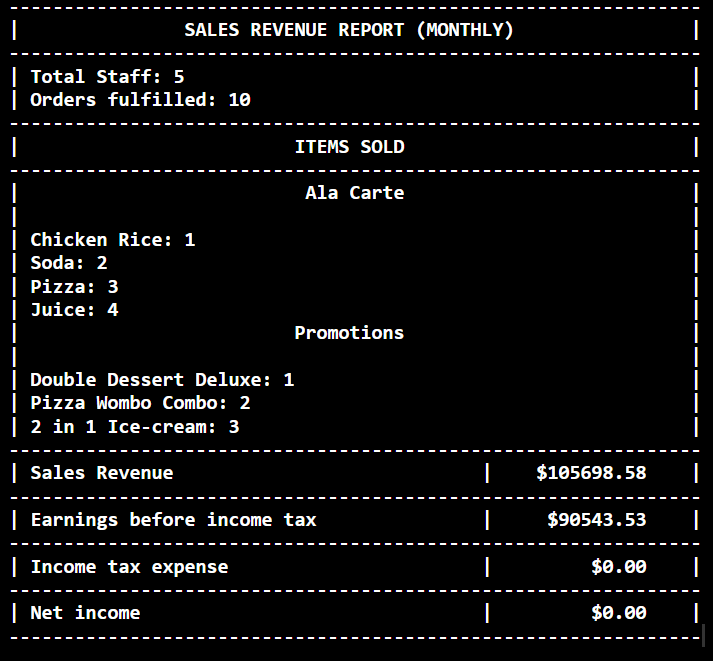 ----------------------------------------------------------------
| SALES REVENUE REPORT (MONTHLY) |
----------------------------------------------------------------
| Total Staff: 5 |
| Orders fulfilled: 10 |
----------------------------------------------------------------
| ITEMS SOLD |
----------------------------------------------------------------
| Ala Carte |
| |
| Chicken Rice: 1 |
| Soda: 2 |
| Pizza: 3 |
| Juice: 4 |
| Promotions |
| |
| Double Dessert Deluxe: 1 |
| Pizza Wombo Combo: 2 |
| 2 in 1 Ice-cream: 3 |
----------------------------------------------------------------
| Sales Revenue | $105698.58 |
----------------------------------------------------------------
| Earnings before income tax | $90543.53 |
----------------------------------------------------------------
| Income tax expense | $0.00 |
----------------------------------------------------------------
| Net income | $0.00 |
----------------------------------------------------------------